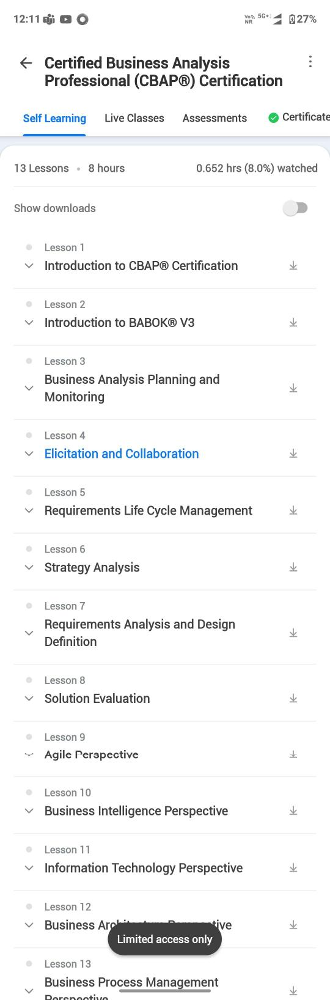 12:11
Vo)) NR 5G+ 27%
Certified Business Analysis
Professional (CBAP®) Certification
Self Learning Live Classes Assessments Certificate
13 Lessons • 8 hours 0.652 hrs (8.0%) watched
Show downloads
Lesson 1
Introduction to CBAP® Certification
Lesson 2
Introduction to BABOK® V3
Lesson 3
Business Analysis Planning and
Monitoring
Lesson 4
Elicitation and Collaboration
Lesson 5
Requirements Life Cycle Management
Lesson 6
Strategy Analysis
Lesson 7
Requirements Analysis and Design
Definition
Lesson 8
Solution Evaluation
Lesson 9
Agile Perspective
Lesson 10
Business Intelligence Perspective
Lesson 11
Information Technology Perspective
Lesson 12
Business Architecture Perspective
Limited access only
Lesson 13
Business Process Management
Perspective